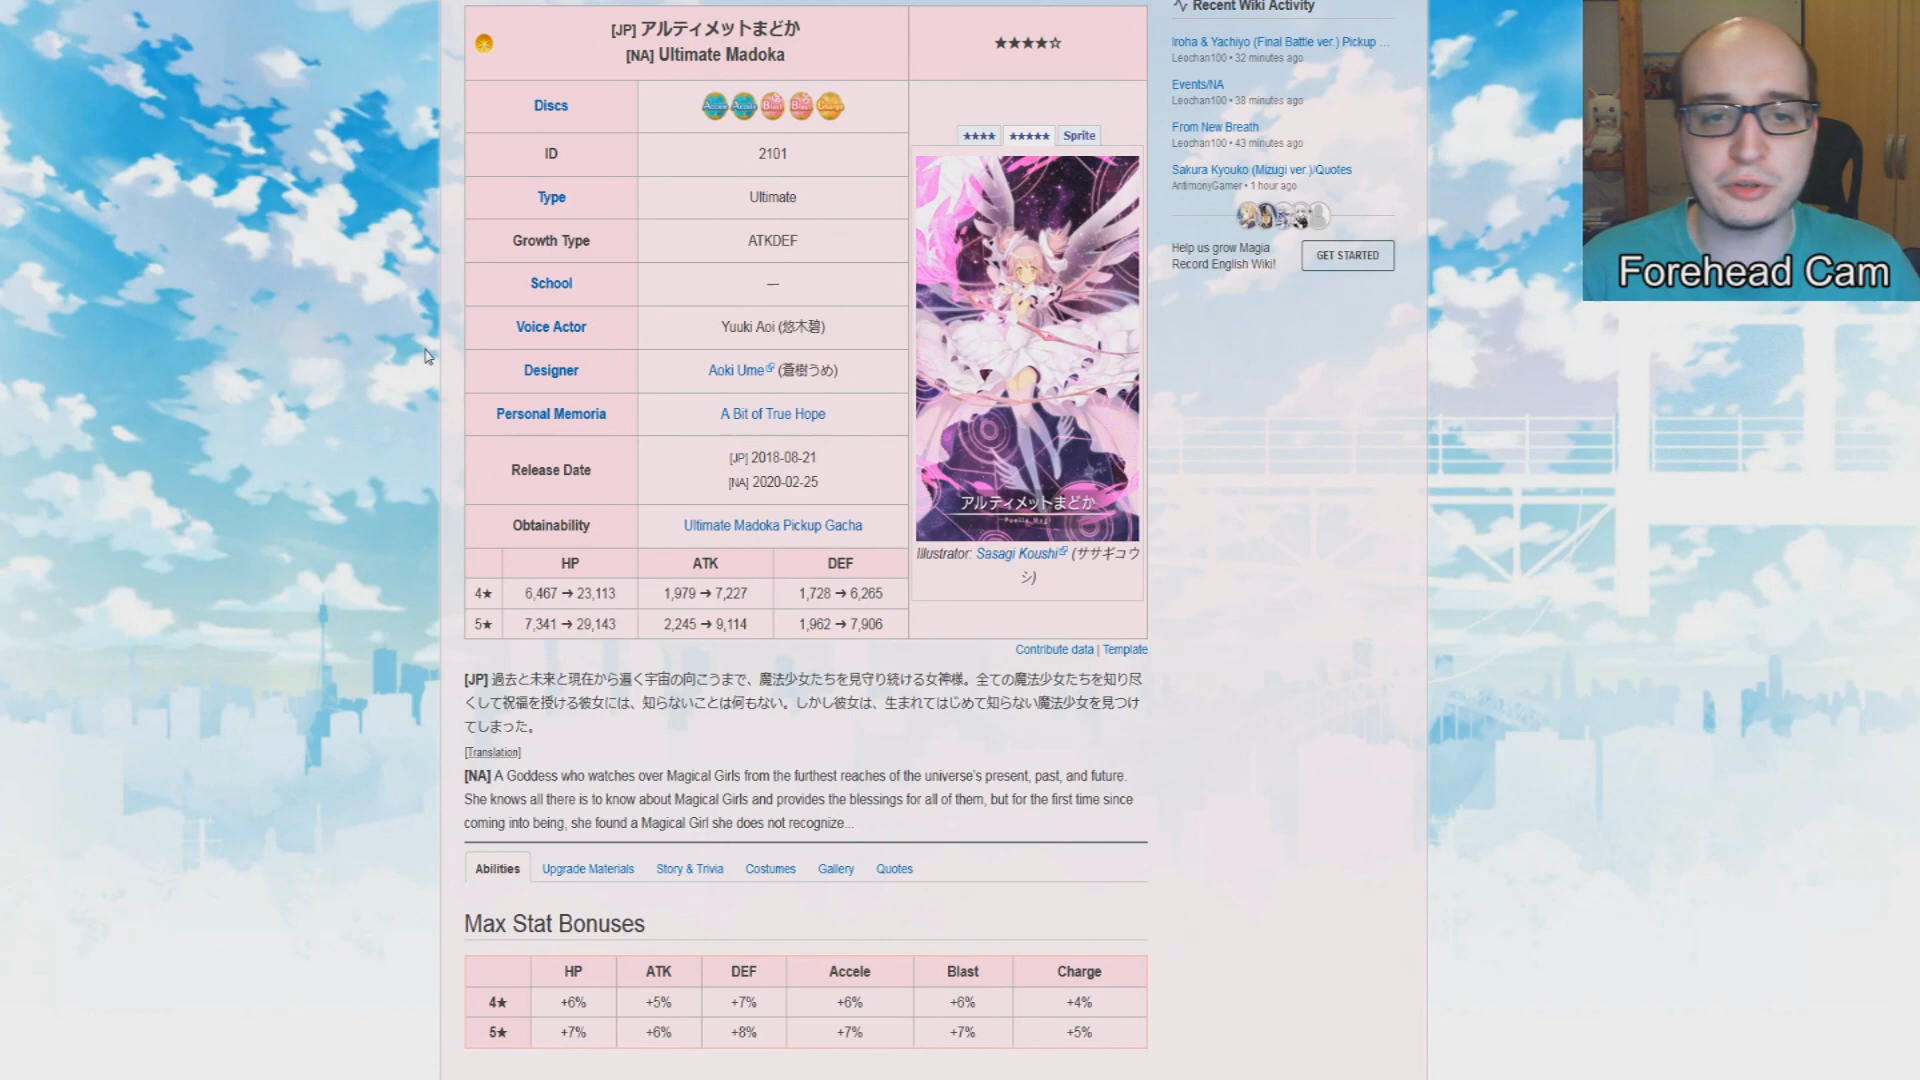 [JP] アルティメットまどか
[NA] Ultimate Madoka
★★★★☆
Discs
Accele Accele Blast Blast Charge
★★★★ ★★★★★ Sprite
ID 2101
Type Ultimate
Growth Type ATKDEF
School —
Voice Actor Yuuki Aoi (悠木碧)
Designer Aoki Ume (蒼樹うめ)
Personal Memoria A Bit of True Hope
Release Date
[JP] 2018-08-21
[NA] 2020-02-25
Obtainability Ultimate Madoka Pickup Gacha
アルティメットまどか
Puella Magi
Illustrator: Sasagi Koushi (ササギコウ
シ)
HP ATK DEF
4★ 6,467 → 23,113 1,979 → 7,227 1,728 → 6,265
5★ 7,341 → 29,143 2,245 → 9,114 1,962 → 7,906
Contribute data | Template
[JP] 過去と未来と現在から遍く宇宙の向こうまで、魔法少女たちを見守り続ける女神様。全ての魔法少女たちを知り尽
くして祝福を授ける彼女には、知らないことは何もない。しかし彼女は、生まれてはじめて知らない魔法少女を見つけ
てしまった。
[Translation]
[NA] A Goddess who watches over Magical Girls from the furthest reaches of the universe's present, past, and future.
She knows all there is to know about Magical Girls and provides the blessings for all of them, but for the first time since
coming into being, she found a Magical Girl she does not recognize...
Abilities Upgrade Materials Story & Trivia Costumes Gallery Quotes
Max Stat Bonuses
HP ATK DEF Accele Blast Charge
4★ +6% +5% +7% +6% +6% +4%
5★ +7% +6% +8% +7% +7% +5%
Recent Wiki Activity
Iroha & Yachiyo (Final Battle ver.) Pickup ...
Leochan100 • 32 minutes ago
Events/NA
Leochan100 • 38 minutes ago
From New Breath
Leochan100 • 43 minutes ago
Sakura Kyouko (Mizugi ver.)/Quotes
AntimonyGamer • 1 hour ago
Help us grow Magia
Record English Wiki!
GET STARTED
Forehead Cam